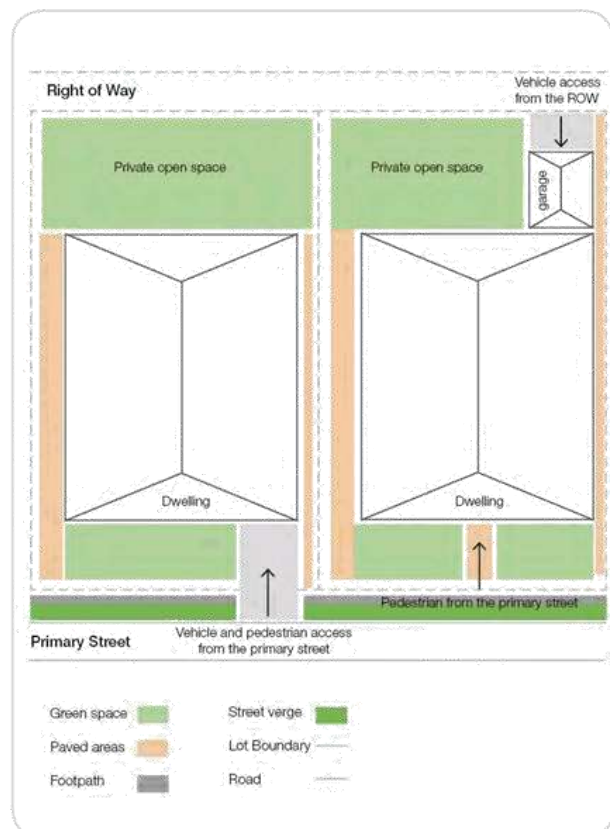 Vehicle access
from the ROW
Right of Way
Private open space
Private open space
garage
Dwelling
Dwelling
Pedestrian from the primary street
Primary Street
Vehicle and pedestrian access
from the primary street
Green space
Street verge
Paved areas
Lot Boundary
Footpath
Road